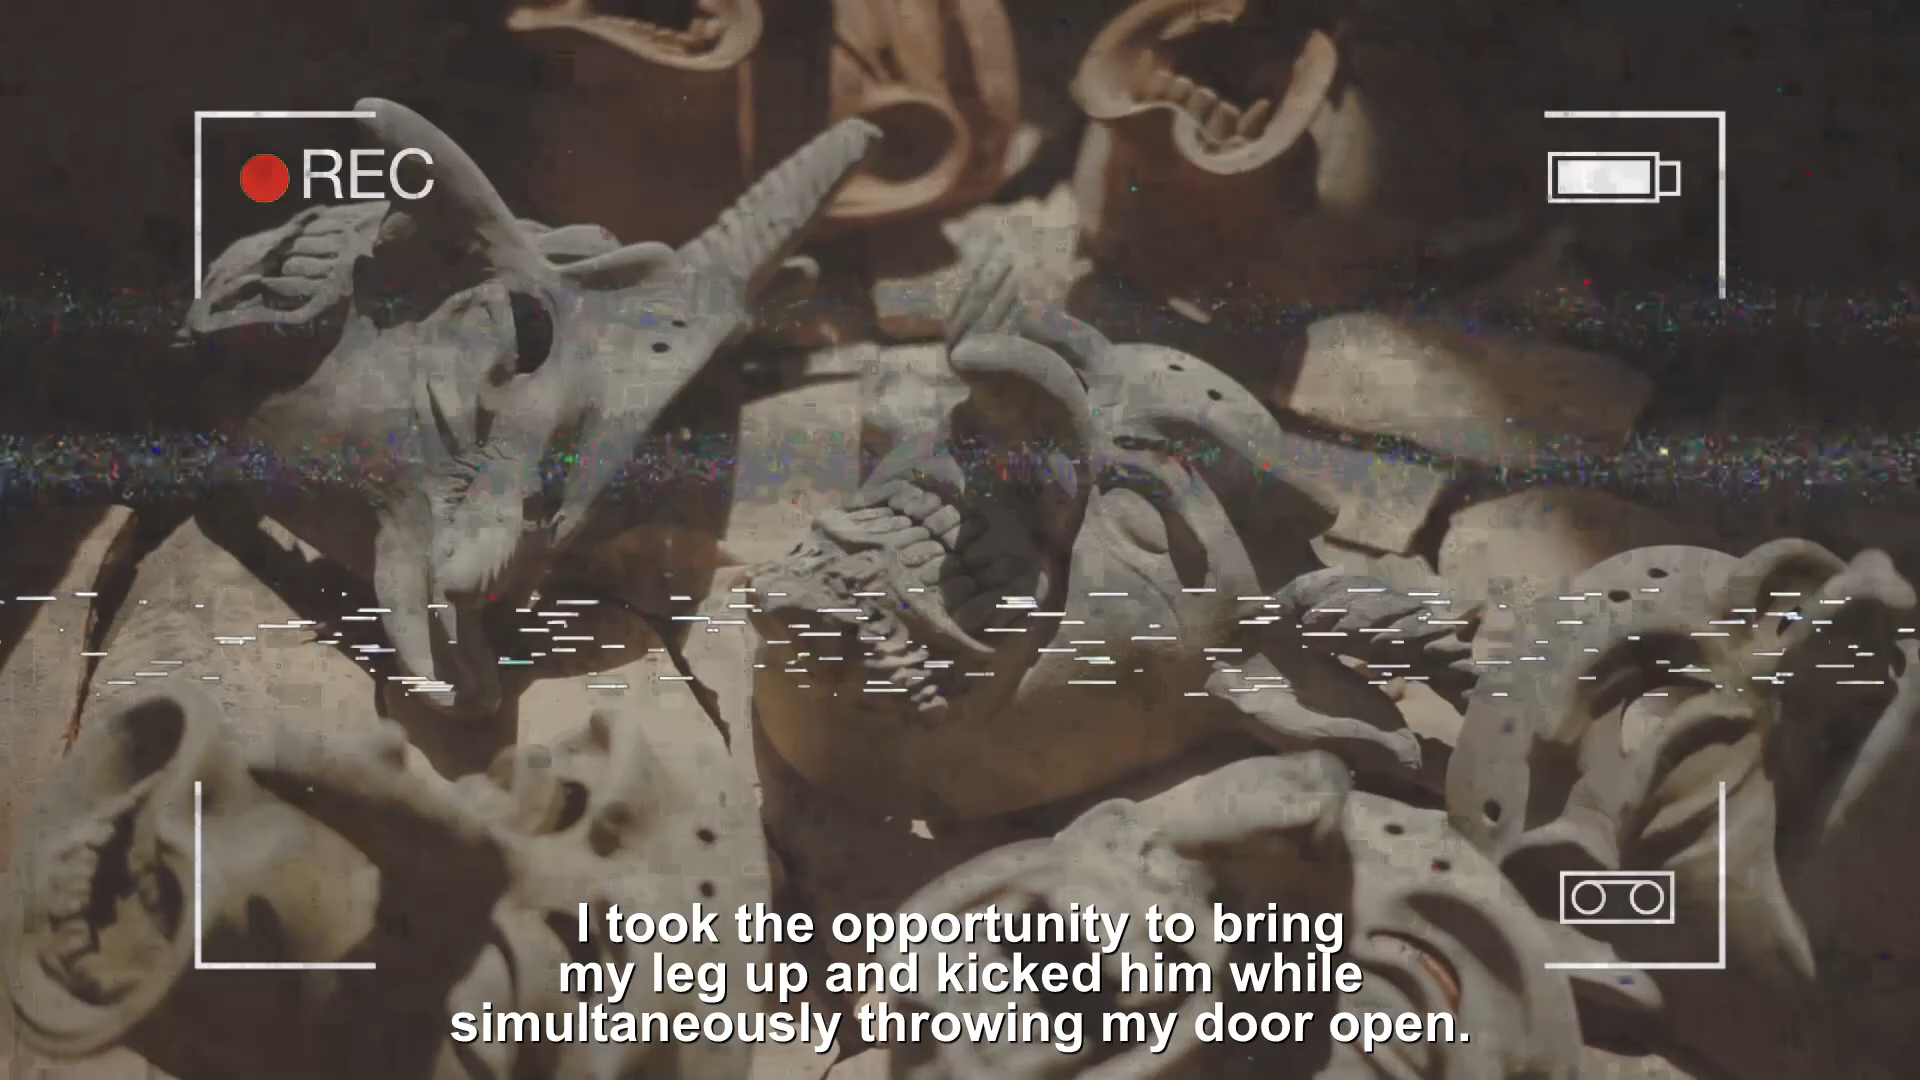 REC
I took the opportunity to bring
my leg up and kicked him while
simultaneously throwing my door open.